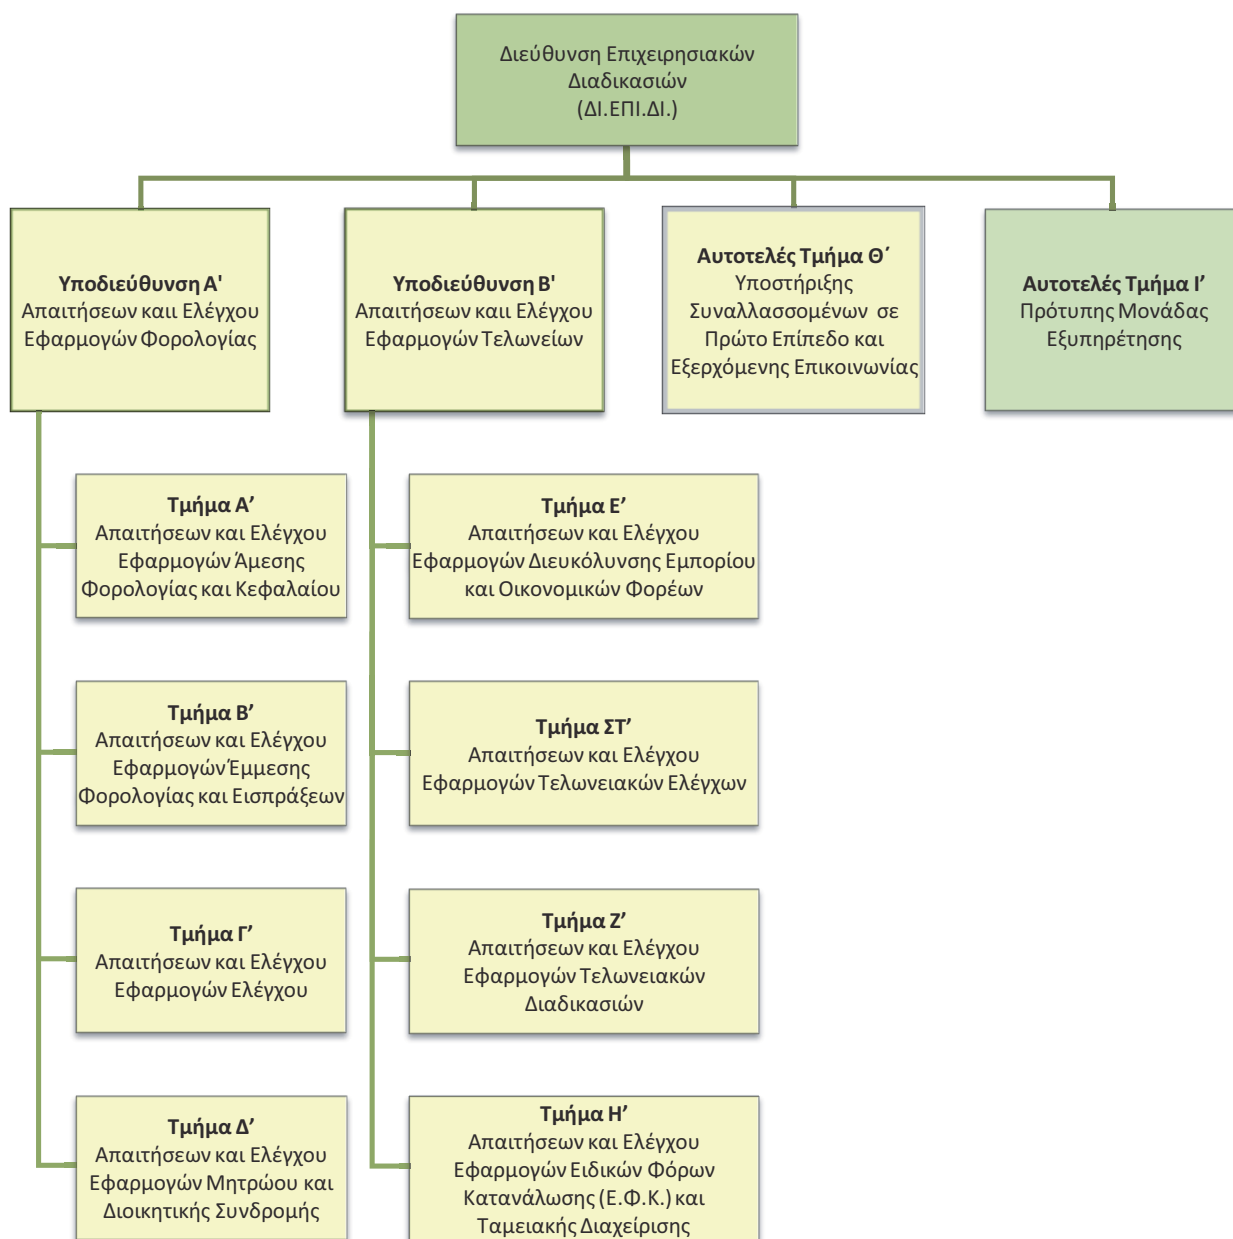 Διεύθυνση Επιχειρησιακών
Διαδικασιών
(ΔΙ.ΕΠΙ.ΔΙ.)
Υποδιεύθυνση Α'
Απαιτήσεων καιι Ελέγχου
Εφαρμογών Φορολογίας
Υποδιεύθυνση Β'
Απαιτήσεων καιι Ελέγχου
Εφαρμογών Τελωνείων
Αυτοτελές Τμήμα Θ΄
Υποστήριξης
Συναλλασσομένων σε
Πρώτο Επίπεδο και
Εξερχόμενης Επικοινωνίας
Αυτοτελές Τμήμα Ι’
Πρότυπης Μονάδας
Εξυπηρέτησης
Τμήμα Α’
Απαιτήσεων και Ελέγχου
Εφαρμογών Άμεσης
Φορολογίας και Κεφαλαίου
Τμήμα Β’
Απαιτήσεων και Ελέγχου
Εφαρμογών Έμμεσης
Φορολογίας και Εισπράξεων
Τμήμα Γ’
Απαιτήσεων και Ελέγχου
Εφαρμογών Ελέγχου
Τμήμα Δ’
Απαιτήσεων και Ελέγχου
Εφαρμογών Μητρώου και
Διοικητικής Συνδρομής
Τμήμα Ε’
Απαιτήσεων και Ελέγχου
Εφαρμογών Διευκόλυνσης Εμπορίου
και Οικονομικών Φορέων
Τμήμα ΣΤ’
Απαιτήσεων και Ελέγχου
Εφαρμογών Τελωνειακών Ελέγχων
Τμήμα Ζ’
Απαιτήσεων και Ελέγχου
Εφαρμογών Τελωνειακών
Διαδικασιών
Τμήμα Η’
Απαιτήσεων και Ελέγχου
Εφαρμογών Ειδικών Φόρων
Κατανάλωσης (Ε.Φ.Κ.) και
Ταμειακής Διαχείρισης